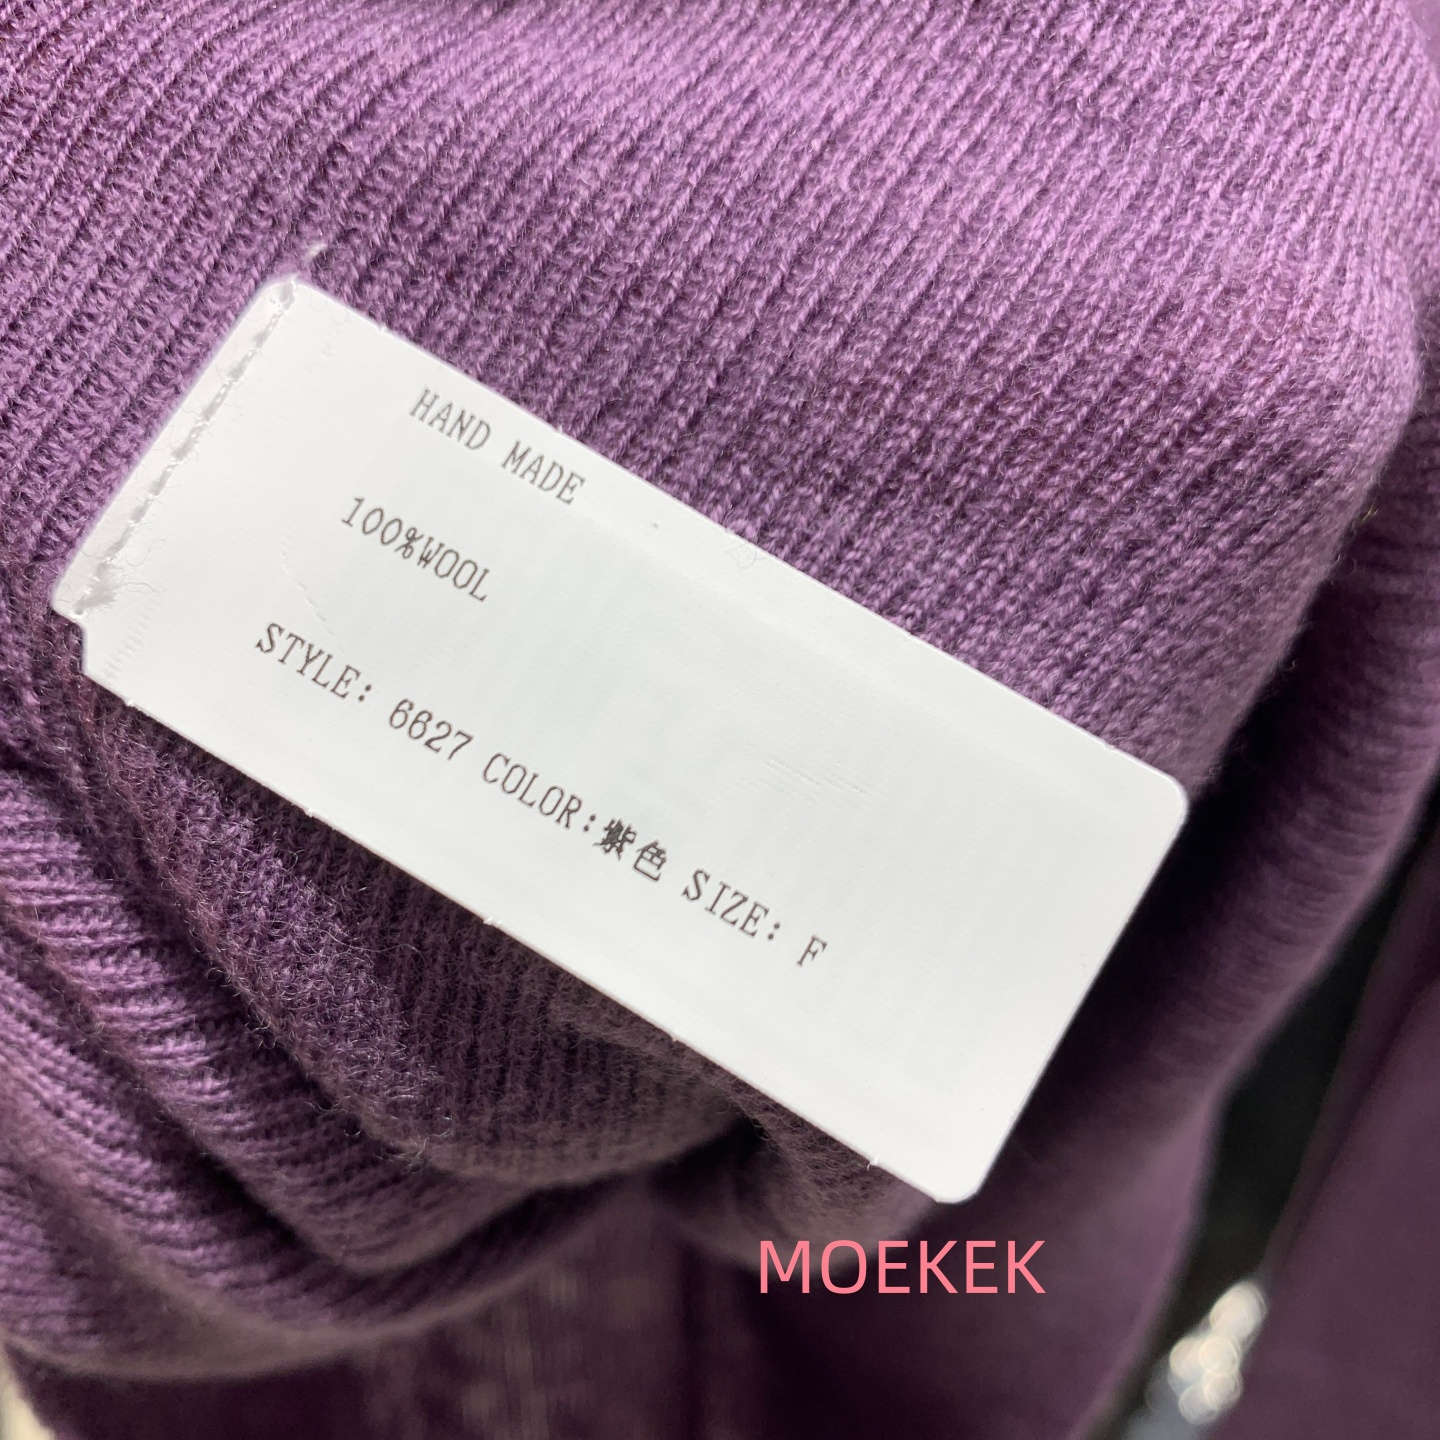 HAND MADE
100%WOOL
STYLE: 6627 COLOR:紫色 SIZE: F
MOEKEK